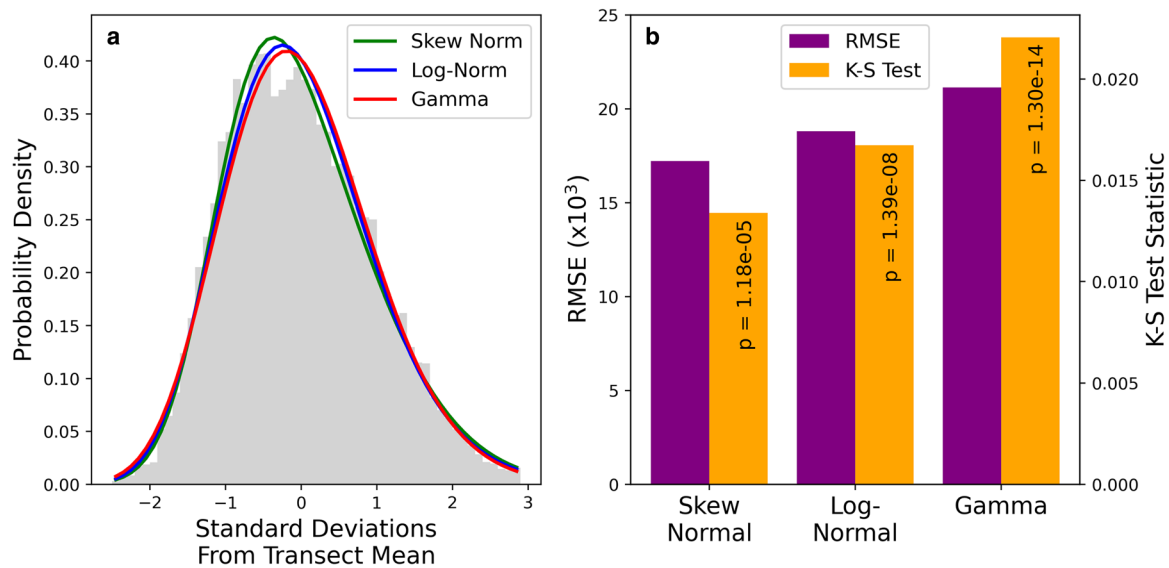 a
Skew Norm
Log-Norm
Gamma
0.40
0.35
0.30
0.25
0.20
0.15
0.10
0.05
0.00
Probability Density
−2
−1
0
1
2
3
Standard Deviations
From Transect Mean
b
RMSE
K-S Test
25
20
15
10
5
0
RMSE (x10³)
p = 1.18e-05
p = 1.39e-08
p = 1.30e-14
0.020
0.015
0.010
0.005
0.000
K-S Test Statistic
Skew
Normal
Log-
Normal
Gamma